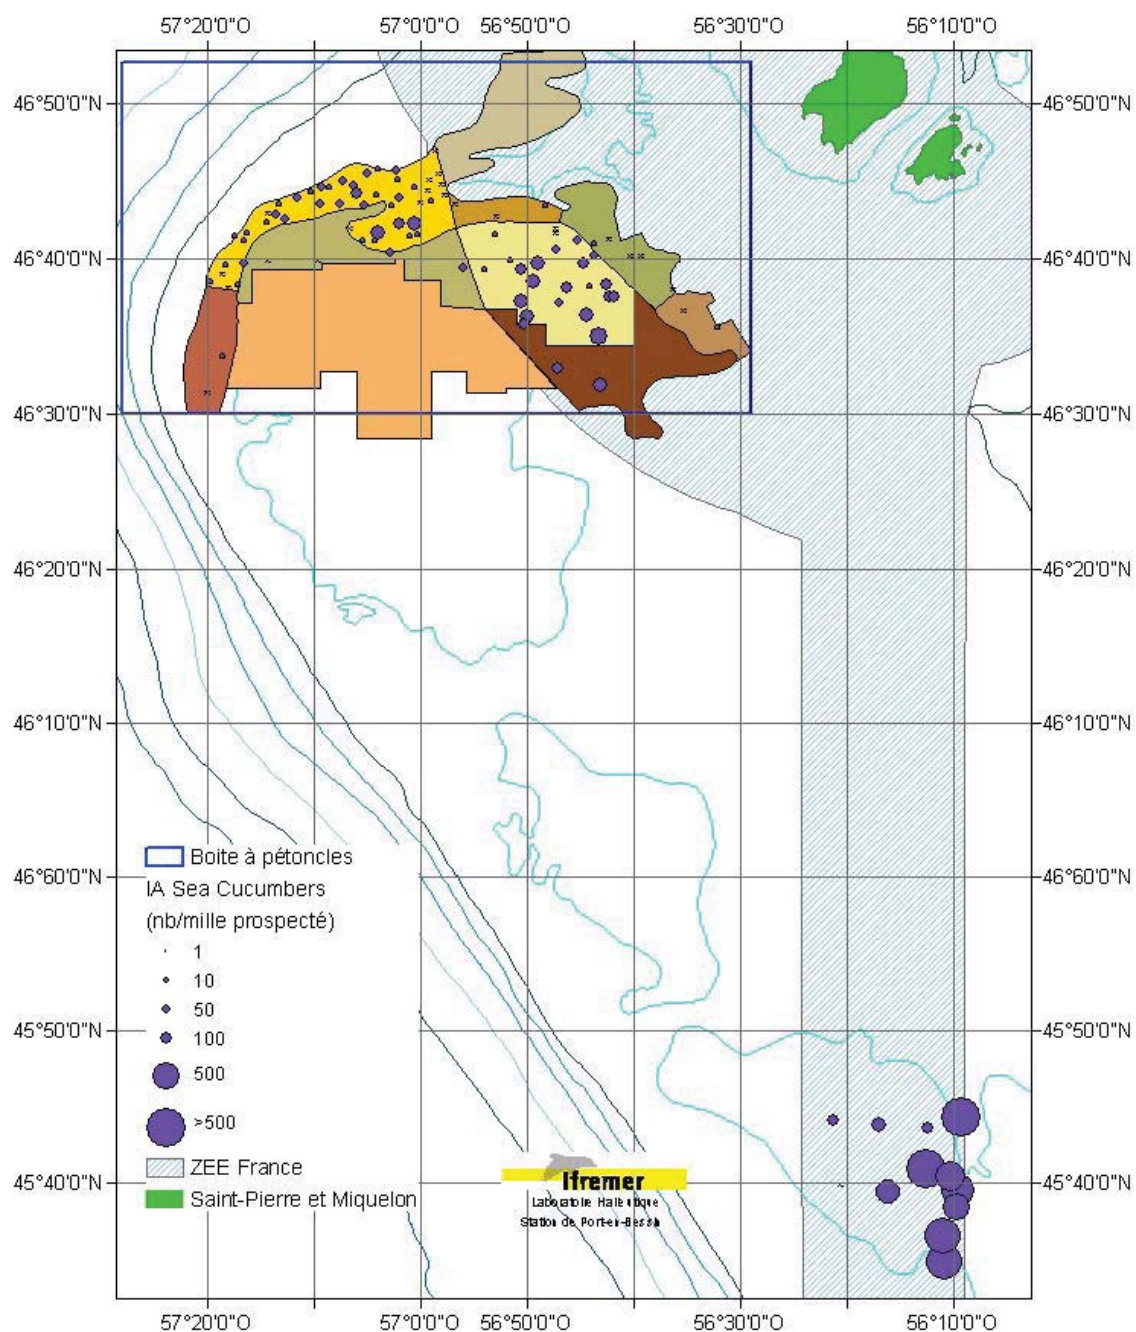 57°20'0"O 57°0'0"O 56°50'0"O 56°30'0"O 56°10'0"O
46°50'0"N 46°50'0"N
46°40'0"N 46°40'0"N
46°30'0"N 46°30'0"N
46°20'0"N 46°20'0"N
46°10'0"N 46°10'0"N
46°60'0"N 46°60'0"N
45°50'0"N 45°50'0"N
45°40'0"N 45°40'0"N
Boite à pétoncles
IA Sea Cucumbers
(nb/mille prospecté)
1
10
50
100
500
>500
ZEE France
Saint-Pierre et Miquelon
Ifremer
Laboratoire Halieutique
Station de Port-en-Bessin
57°20'0"O 57°0'0"O 56°50'0"O 56°30'0"O 56°10'0"O